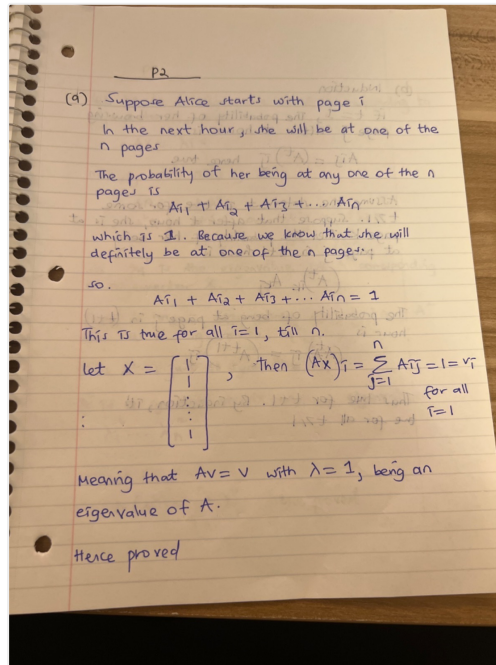 P2
(a) Suppose Alice starts with page i
In the next hour, she will be at one of the
n pages
The probability of her being at any one of the n
pages is
Ai1 + Ai2 + Ai3 + ... Ain
which is 1. Because we know that she will
definitely be at one of the n pages.
so.
Ai1 + Ai2 + Ai3 + ... Ain = 1
This is true for all i=1, till n.
Let X = [1 1 ⋮ 1], then (AX)i = n∑j=1 Aij = 1 = vi
for all
i=1
:
Meaning that Av = v with λ = 1, being an
eigenvalue of A.
Hence proved